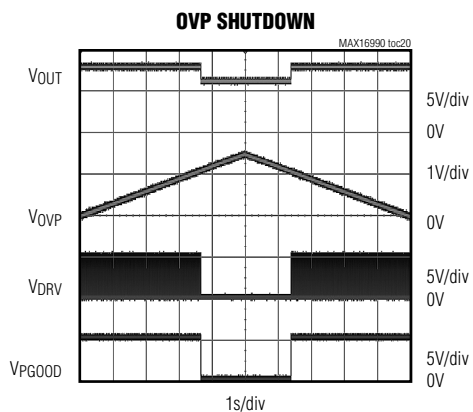 OVP SHUTDOWN
MAX16990 toc20
VOUT
5V/div
0V
1V/div
VOVP
0V
VDRV
5V/div
0V
VPGOOD
5V/div
0V
1s/div